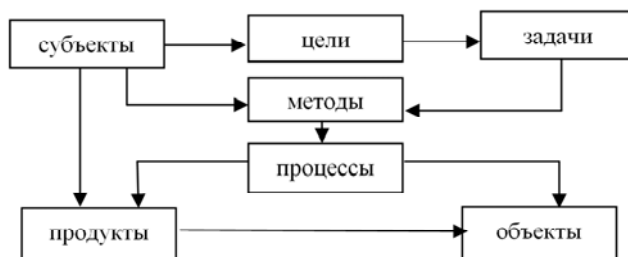 субъекты
цели
задачи
методы
процессы
продукты
объекты